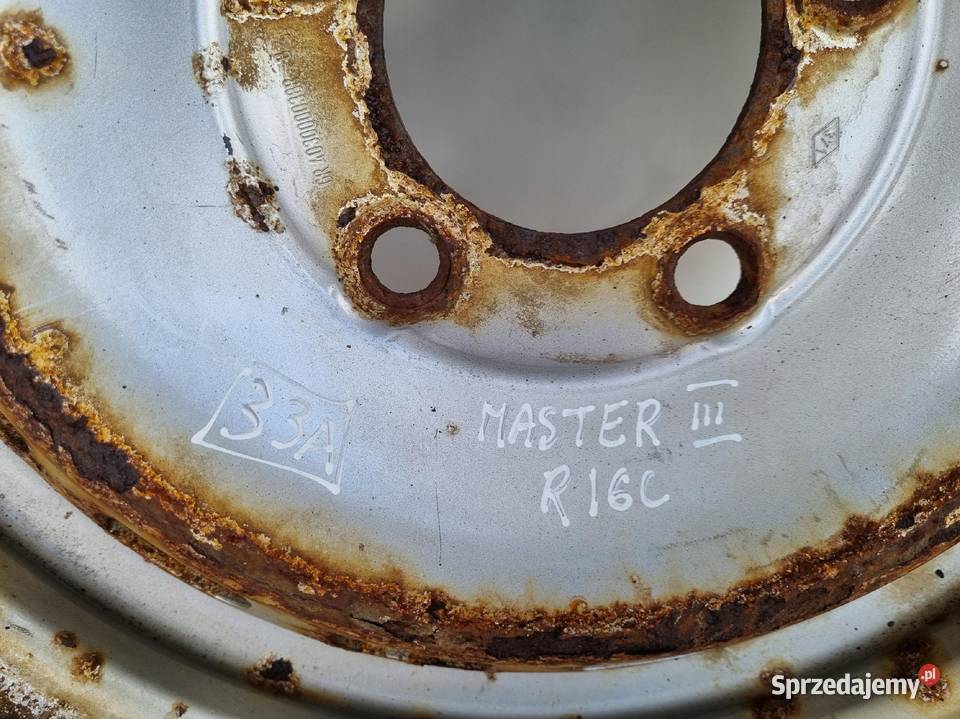 33A
MASTER III
R16C
Sprzedajemy.pl